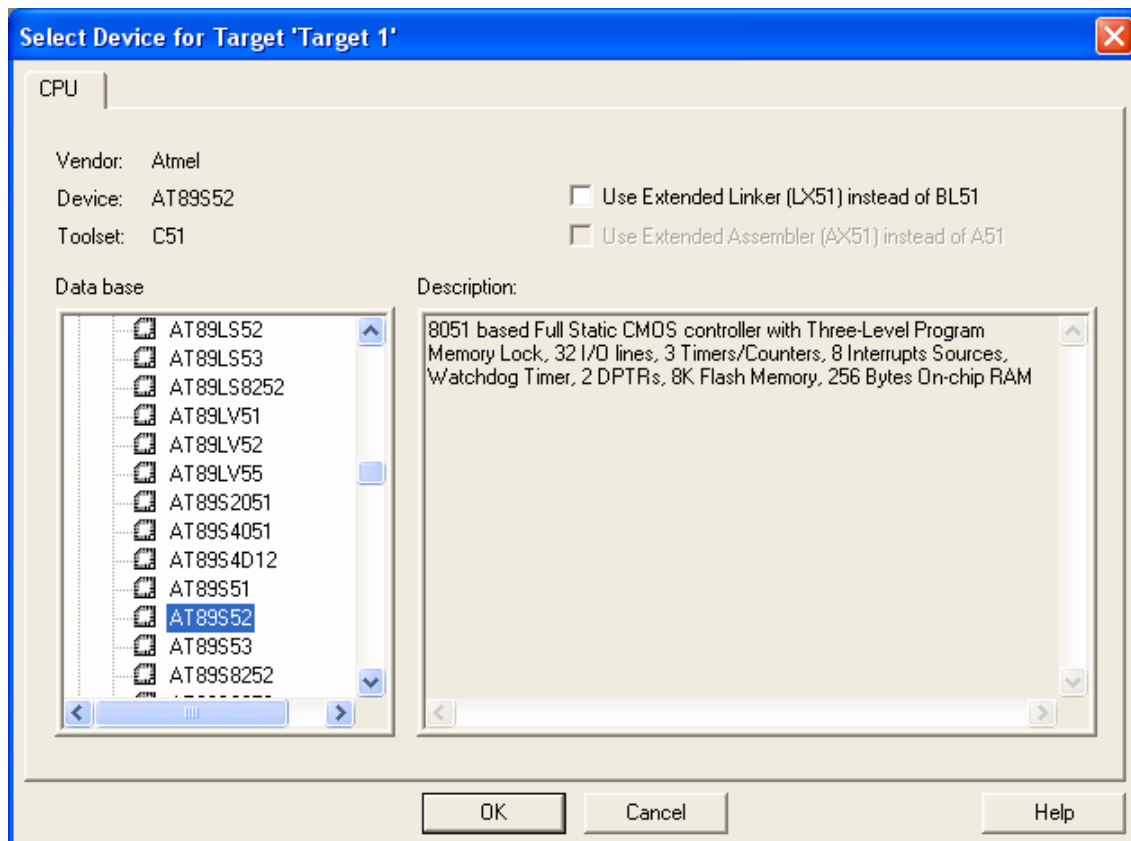 Select Device for Target 'Target 1'
CPU
Vendor: Atmel
Device: AT89S52
Toolset: C51
Use Extended Linker (LX51) instead of BL51
Use Extended Assembler (AX51) instead of A51
Data base
AT89LS52
AT89LS53
AT89LS8252
AT89LV51
AT89LV52
AT89LV55
AT89S2051
AT89S4051
AT89S4D12
AT89S51
AT89S52
AT89S53
AT89S8252
Description:
8051 based Full Static CMOS controller with Three-Level Program
Memory Lock, 32 I/O lines, 3 Timers/Counters, 8 Interrupts Sources,
Watchdog Timer, 2 DPTRs, 8K Flash Memory, 256 Bytes On-chip RAM
OK
Cancel
Help